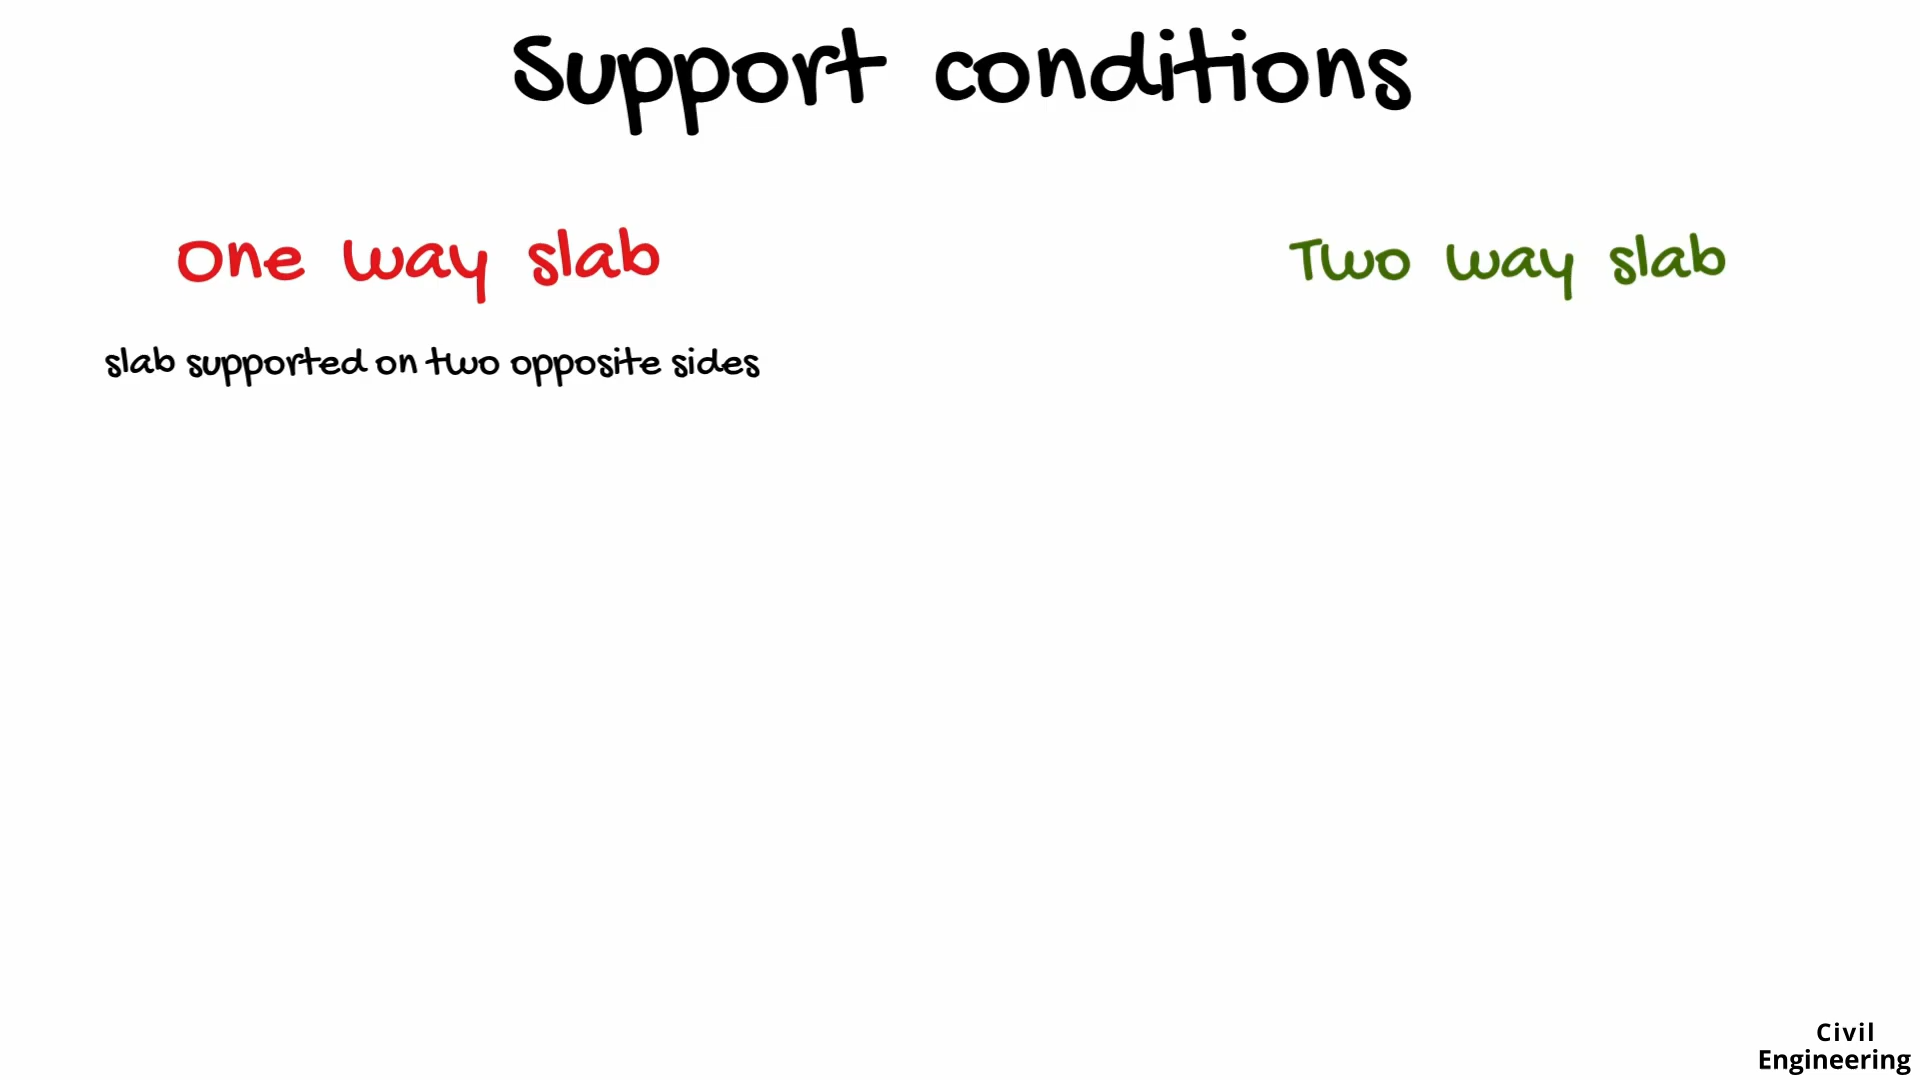 Support conditions
One way slab
Two way slab
slab supported on two opposite sides
Civil
Engineering